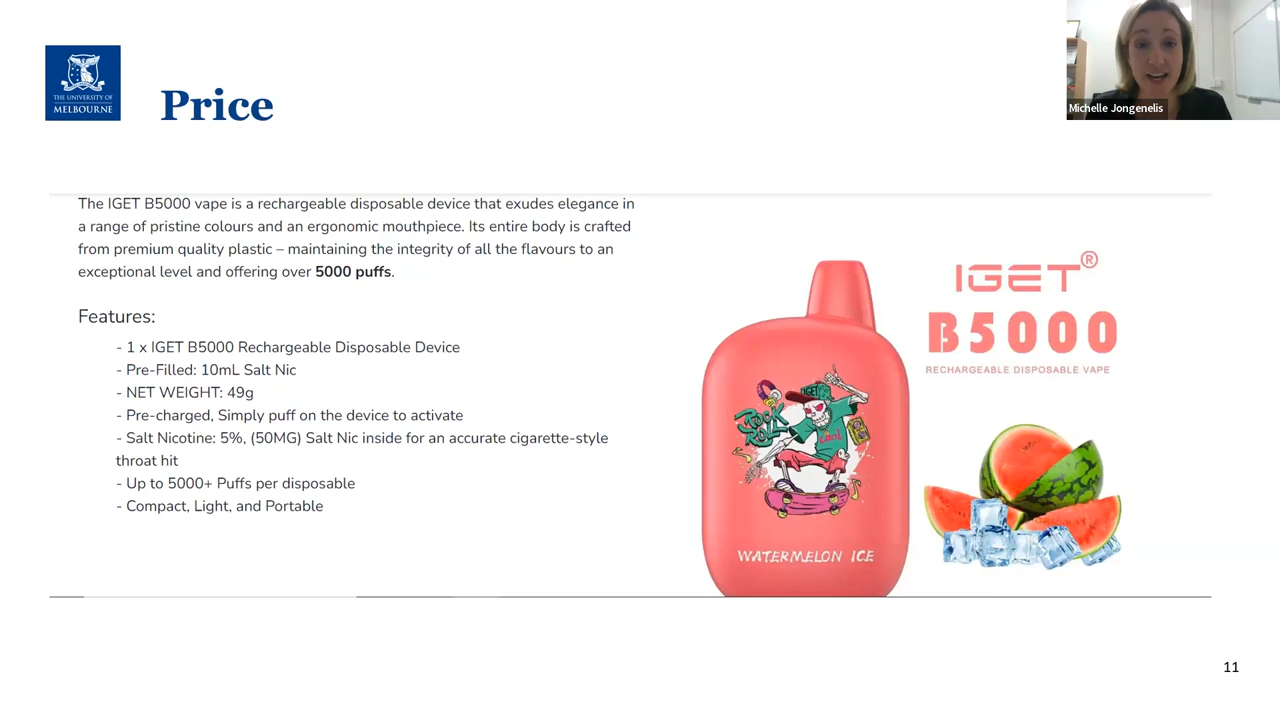 THE UNIVERSITY OF
MELBOURNE
Price
Michelle Jongenelis
The IGET B5000 vape is a rechargeable disposable device that exudes elegance in
a range of pristine colours and an ergonomic mouthpiece. Its entire body is crafted
from premium quality plastic – maintaining the integrity of all the flavours to an
exceptional level and offering over 5000 puffs.
Features:
- 1 x IGET B5000 Rechargeable Disposable Device
- Pre-Filled: 10mL Salt Nic
- NET WEIGHT: 49g
- Pre-charged, Simply puff on the device to activate
- Salt Nicotine: 5%, (50MG) Salt Nic inside for an accurate cigarette-style
throat hit
- Up to 5000+ Puffs per disposable
- Compact, Light, and Portable
IGET®
B5000
RECHARGEABLE DISPOSABLE VAPE
IGET
ROCK
ROLL
Cool
WATERMELON ICE
11